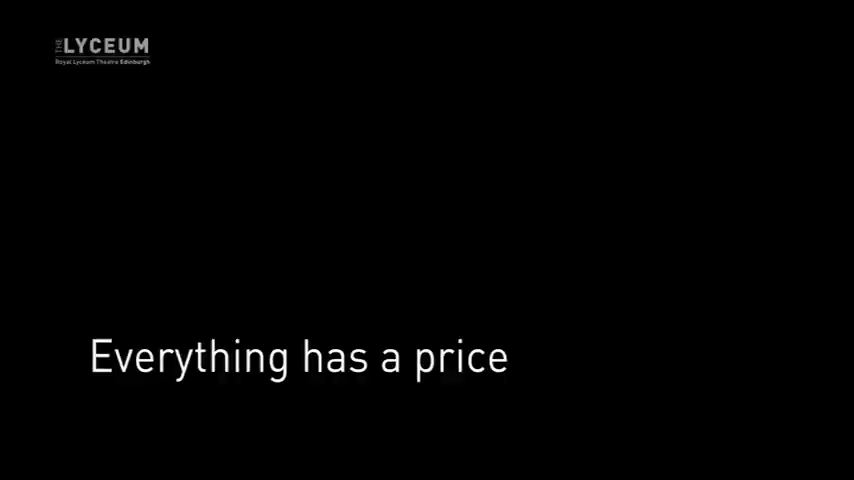 THE LYCEUM
Royal Lyceum Theatre Edinburgh
Everything has a price